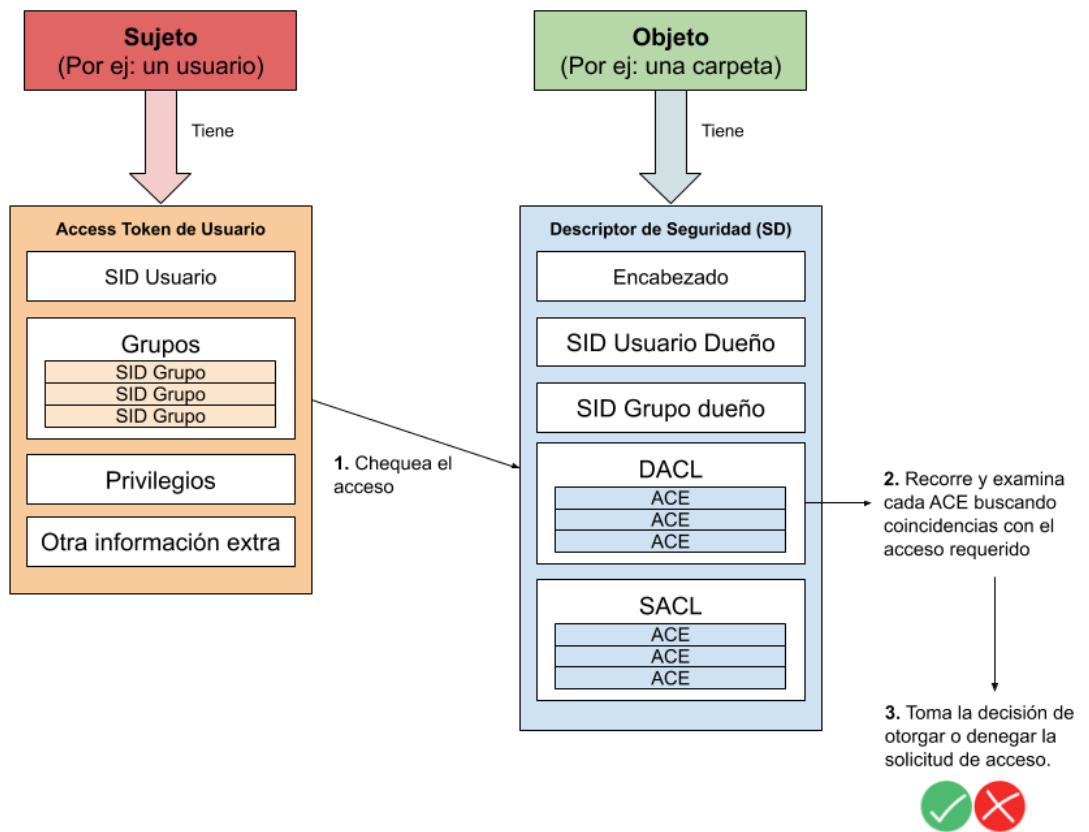 Sujeto
(Por ej: un usuario)
Objeto
(Por ej: una carpeta)
Tiene
Tiene
Access Token de Usuario
SID Usuario
Grupos
SID Grupo
SID Grupo
SID Grupo
Privilegios
Otra información extra
1. Chequea el
acceso
Descriptor de Seguridad (SD)
Encabezado
SID Usuario Dueño
SID Grupo dueño
DACL
ACE
ACE
ACE
SACL
ACE
ACE
ACE
2. Recorre y examina
cada ACE buscando
coincidencias con el
acceso requerido
3. Toma la decisión de
otorgar o denegar la
solicitud de acceso.